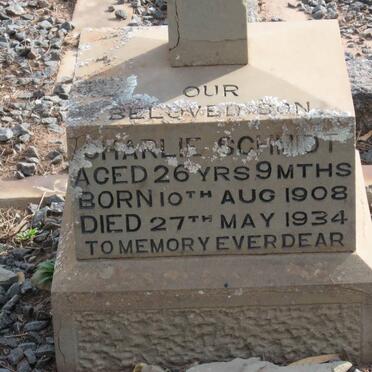 OUR
BELOVED SON
CHARLIE SCHMIDT
AGED 26 YRS 9 MTHS
BORN 10TH AUG 1908
DIED 27TH MAY 1934
TO MEMORY EVER DEAR